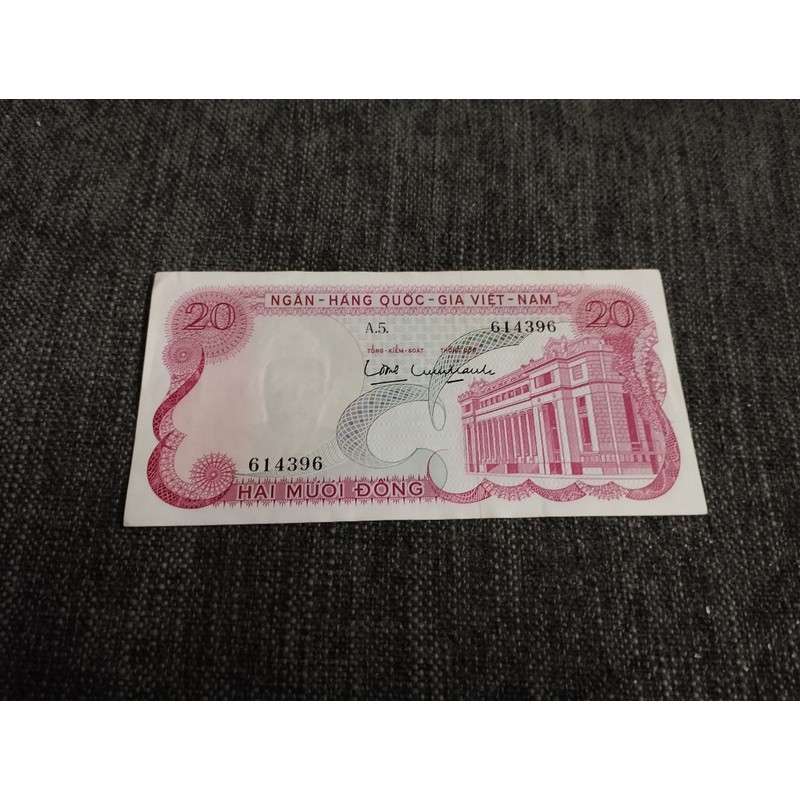 NGÂN-HÀNG QUỐC-GIA VIỆT-NAM
20
A.5.
614396
20
TỔNG-KIỂM-SOÁT
614396
HAI MƯƠI ĐỒNG